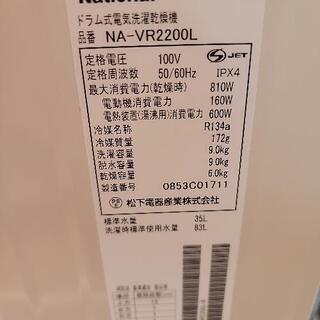 National
ドラム式電気洗濯乾燥機
品番 NA-VR2200L
定格電圧 100V
定格周波数 50/60Hz
S JET
IPX4
最大消費電力(乾燥時) 810W
電動機消費電力 160W
電熱装置(湯沸用)消費電力 600W
冷媒名称 R134a
冷媒質量 172g
洗濯容量 9.0kg
脱水容量 9.0kg
乾燥容量 6.0kg
製造番号 0853C01711
松下電器産業株式会社
標準水量 35L
洗濯時標準使用水量 83L